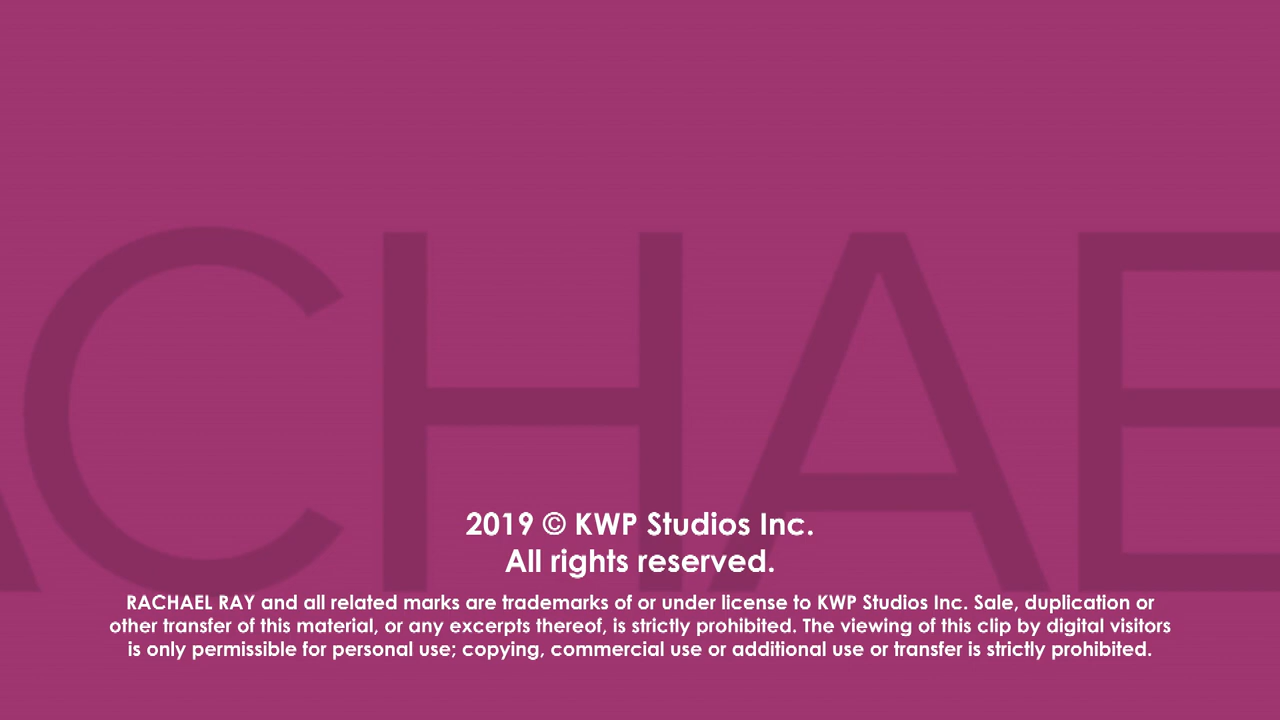 ACHAE
2019 © KWP Studios Inc.
All rights reserved.
RACHAEL RAY and all related marks are trademarks of or under license to KWP Studios Inc. Sale, duplication or
other transfer of this material, or any excerpts thereof, is strictly prohibited. The viewing of this clip by digital visitors
is only permissible for personal use; copying, commercial use or additional use or transfer is strictly prohibited.